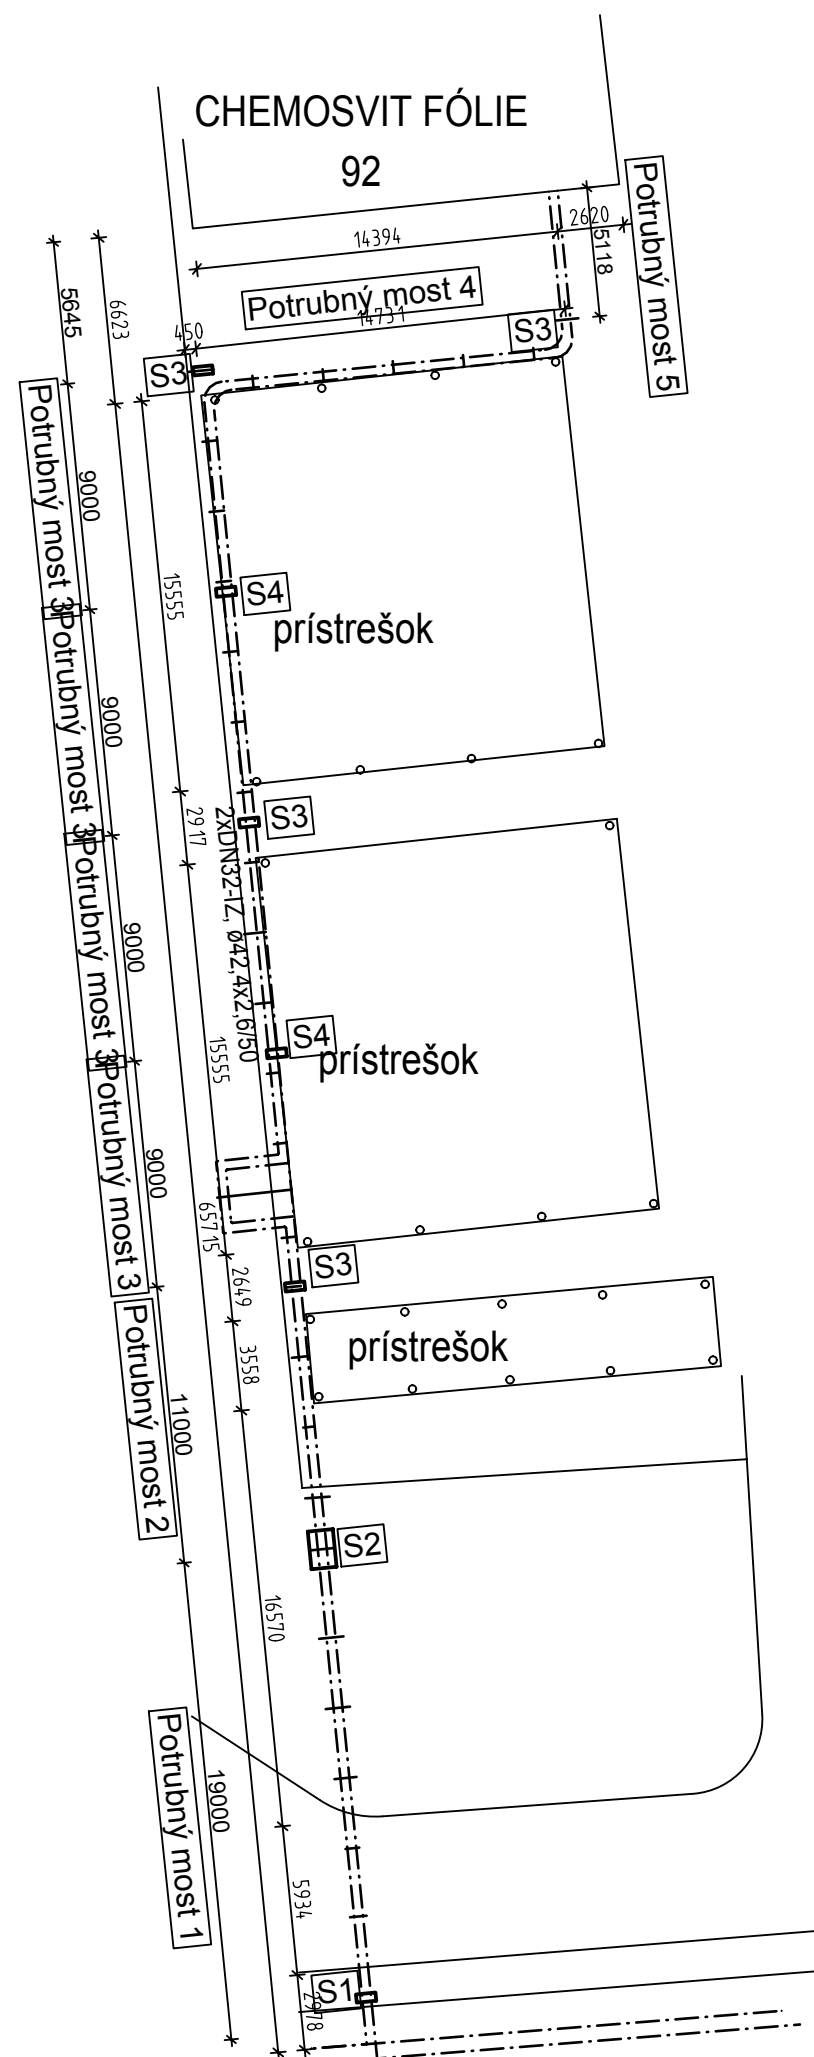 CHEMOSVIT FÓLIE
92
Potrubný most 5
2620
5118
14394
Potrubný most 4
14731
S3
450
S3
5645
6623
Potrubný most 3
9000
15555
S4
prístrešok
Potrubný most 3
9000
2917
S3
2xDN32-IZ, Ø42,4x2,6/50
Potrubný most 3
9000
15555
S4
prístrešok
Potrubný most 3
9000
65715
2649
S3
3558
prístrešok
Potrubný most 2
11000
S2
16570
Potrubný most 1
19000
5934
S1
2978